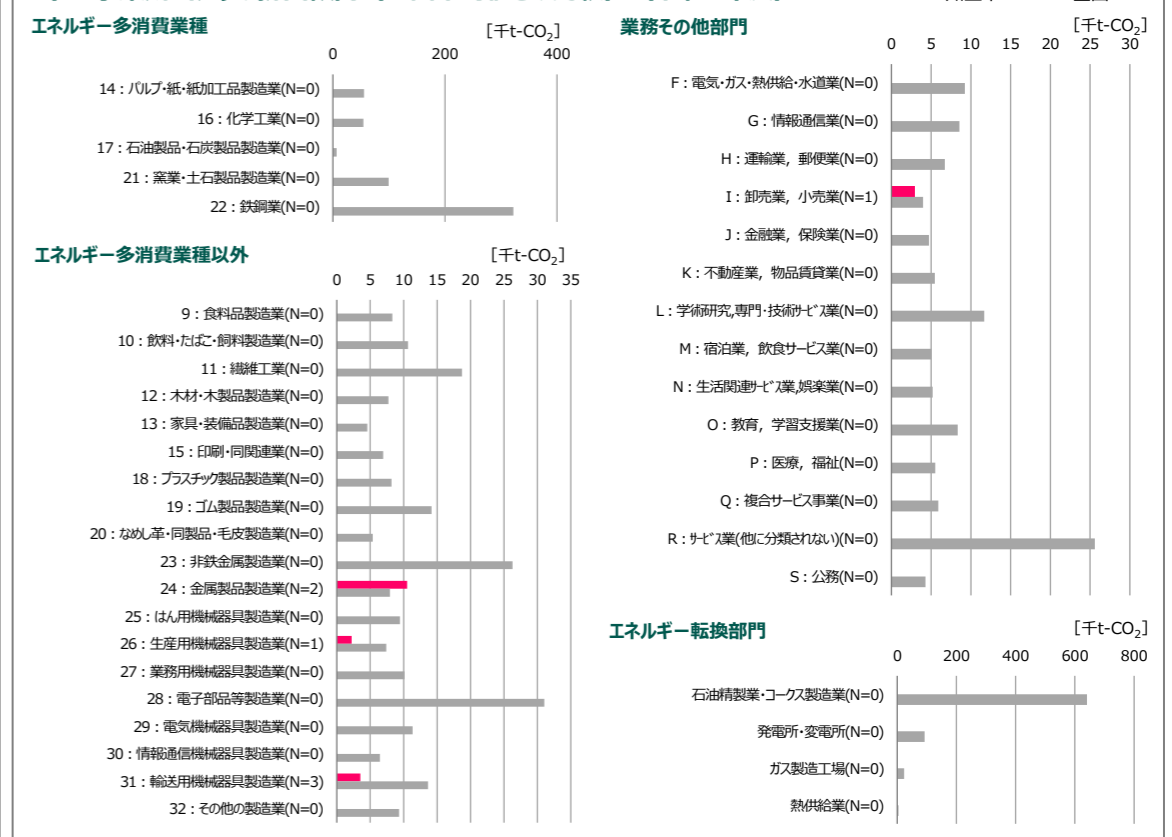 エネルギー多消費業種
[千t-CO2]
0 200 400
14:パルプ・紙・紙加工品製造業(N=0)
16:化学工業(N=0)
17:石油製品・石炭製品製造業(N=0)
21:窯業・土石製品製造業(N=0)
22:鉄鋼業(N=0)
エネルギー多消費業種以外
[千t-CO2]
0 5 10 15 20 25 30 35
9:食料品製造業(N=0)
10:飲料・たばこ・飼料製造業(N=0)
11:繊維工業(N=0)
12:木材・木製品製造業(N=0)
13:家具・装備品製造業(N=0)
15:印刷・同関連業(N=0)
18:プラスチック製品製造業(N=0)
19:ゴム製品製造業(N=0)
20:なめし革・同製品・毛皮製造業(N=0)
23:非鉄金属製造業(N=0)
24:金属製品製造業(N=2)
25:はん用機械器具製造業(N=0)
26:生産用機械器具製造業(N=1)
27:業務用機械器具製造業(N=0)
28:電子部品等製造業(N=0)
29:電気機械器具製造業(N=0)
30:情報通信機械器具製造業(N=0)
31:輸送用機械器具製造業(N=3)
32:その他の製造業(N=0)
業務その他部門
[千t-CO2]
0 5 10 15 20 25 30
F:電気・ガス・熱供給・水道業(N=0)
G:情報通信業(N=0)
H:運輸業，郵便業(N=0)
I:卸売業，小売業(N=1)
J:金融業，保険業(N=0)
K:不動産業，物品賃貸業(N=0)
L:学術研究,専門・技術サービス業(N=0)
M:宿泊業，飲食サービス業(N=0)
N:生活関連サービス業,娯楽業(N=0)
O:教育，学習支援業(N=0)
P:医療，福祉(N=0)
Q:複合サービス事業(N=0)
R:サービス業(他に分類されない)(N=0)
S:公務(N=0)
エネルギー転換部門
[千t-CO2]
0 200 400 600 800
石油精製業・コークス製造業(N=0)
発電所・変電所(N=0)
ガス製造工場(N=0)
熱供給業(N=0)